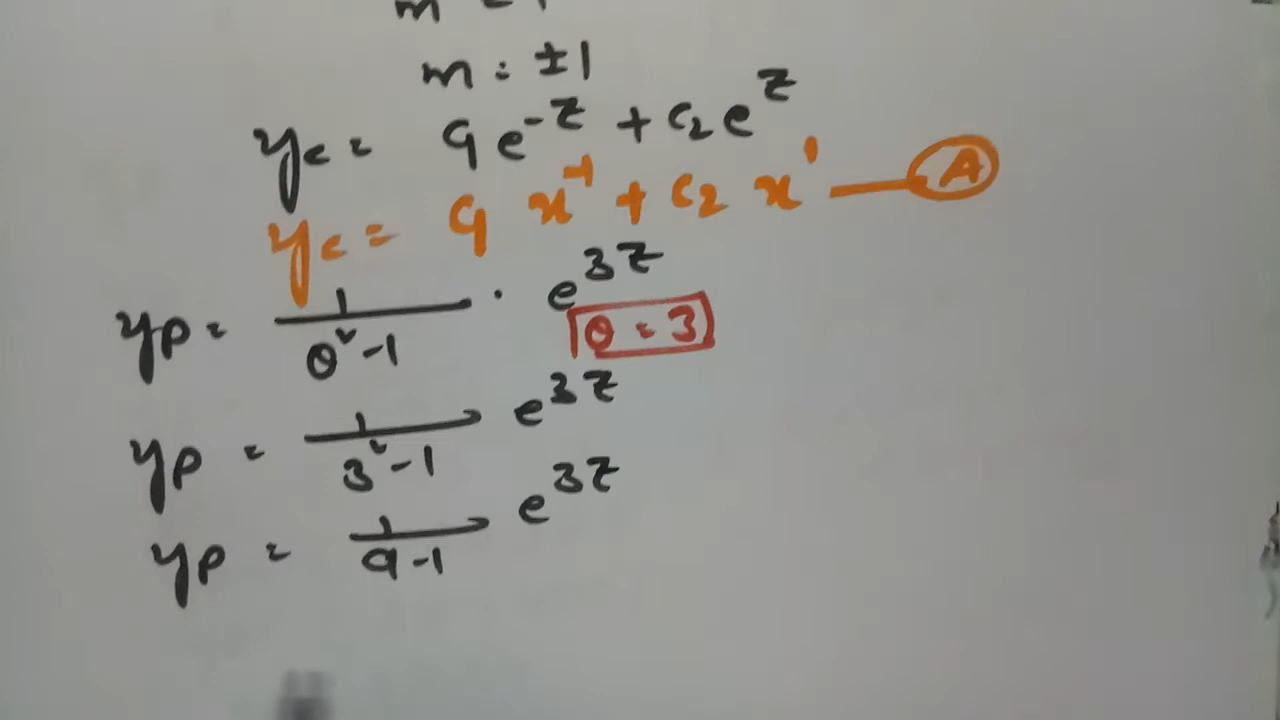 m = 1
m = ±1
yc = c1 e^-z + c2 e^z
yc = c1 x^-1 + c2 x^1 — A
yp = 1/(θ²-1) · e^3z
θ = 3
yp = 1/(3²-1) e^3z
yp = 1/(9-1) e^3z